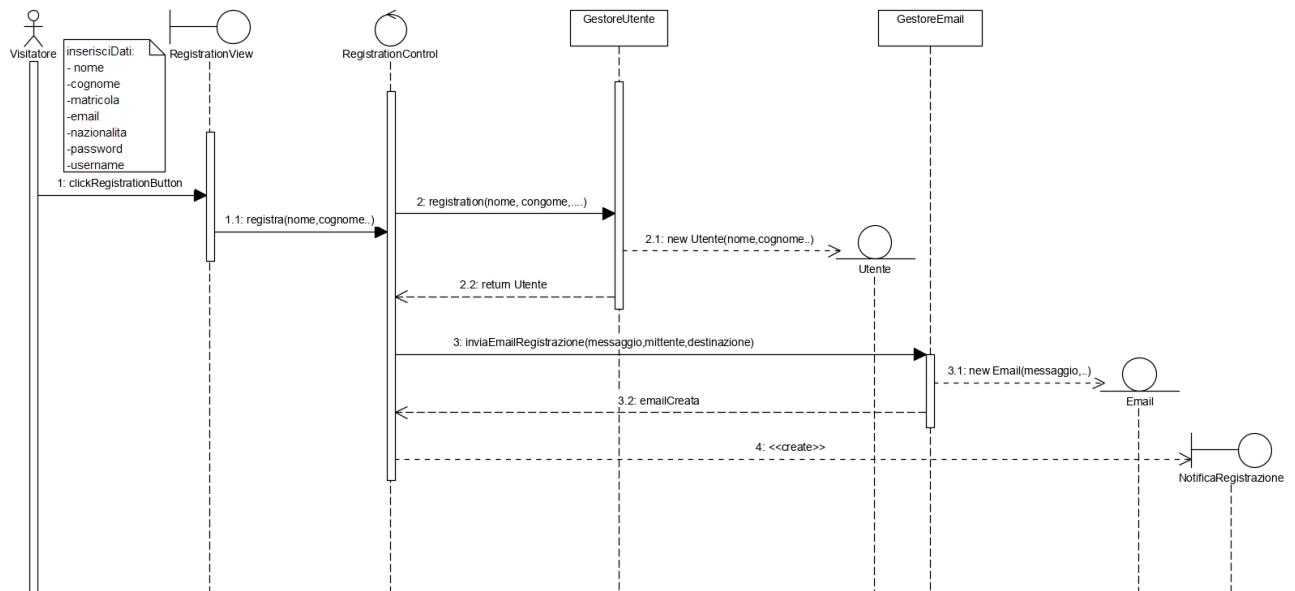 GestoreUtente
GestoreEmail
Visitatore
RegistrationView
RegistrationControl
inserisciDati:
- nome
-cognome
-matricola
-email
-nazionalita
-password
-username
1: clickRegistrationButton
2: registration(nome, congome,....)
1.1: registra(nome,cognome..)
2.1: new Utente(nome,cognome..)
Utente
2.2: return Utente
3: inviaEmailRegistrazione(messaggio,mittente,destinazione)
3.1: new Email(messaggio,..)
Email
3.2: emailCreata
4: <<create>>
NotificaRegistrazione